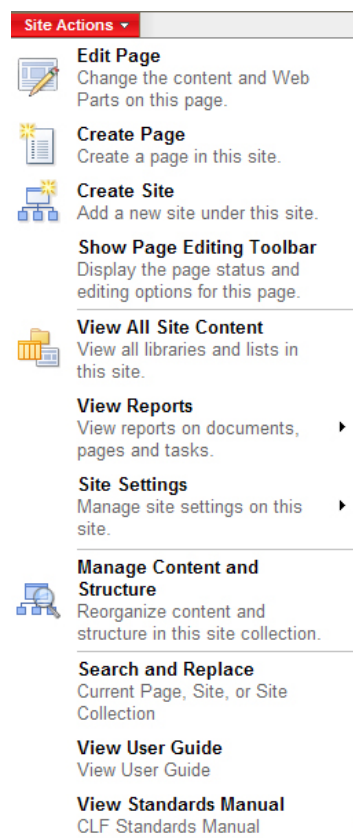 Site Actions
Edit Page
Change the content and Web
Parts on this page.
Create Page
Create a page in this site.
Create Site
Add a new site under this site.
Show Page Editing Toolbar
Display the page status and
editing options for this page.
View All Site Content
View all libraries and lists in
this site.
View Reports
View reports on documents,
pages and tasks.
Site Settings
Manage site settings on this
site.
Manage Content and
Structure
Reorganize content and
structure in this site collection.
Search and Replace
Current Page, Site, or Site
Collection
View User Guide
View User Guide
View Standards Manual
CLF Standards Manual